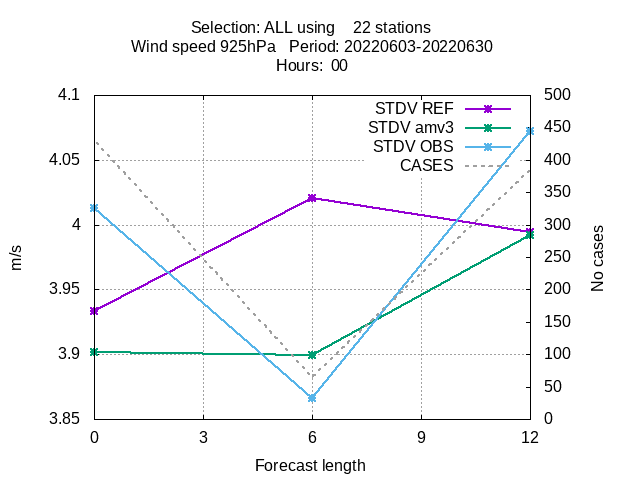 Selection: ALL using    22 stations
Wind speed 925hPa   Period: 20220603-20220630
Hours:  00
4.1
4.05
4
3.95
3.9
3.85
m/s
500
450
400
350
300
250
200
150
100
50
0
No cases
STDV REF
STDV amv3
STDV OBS
CASES
0 3 6 9 12
Forecast length